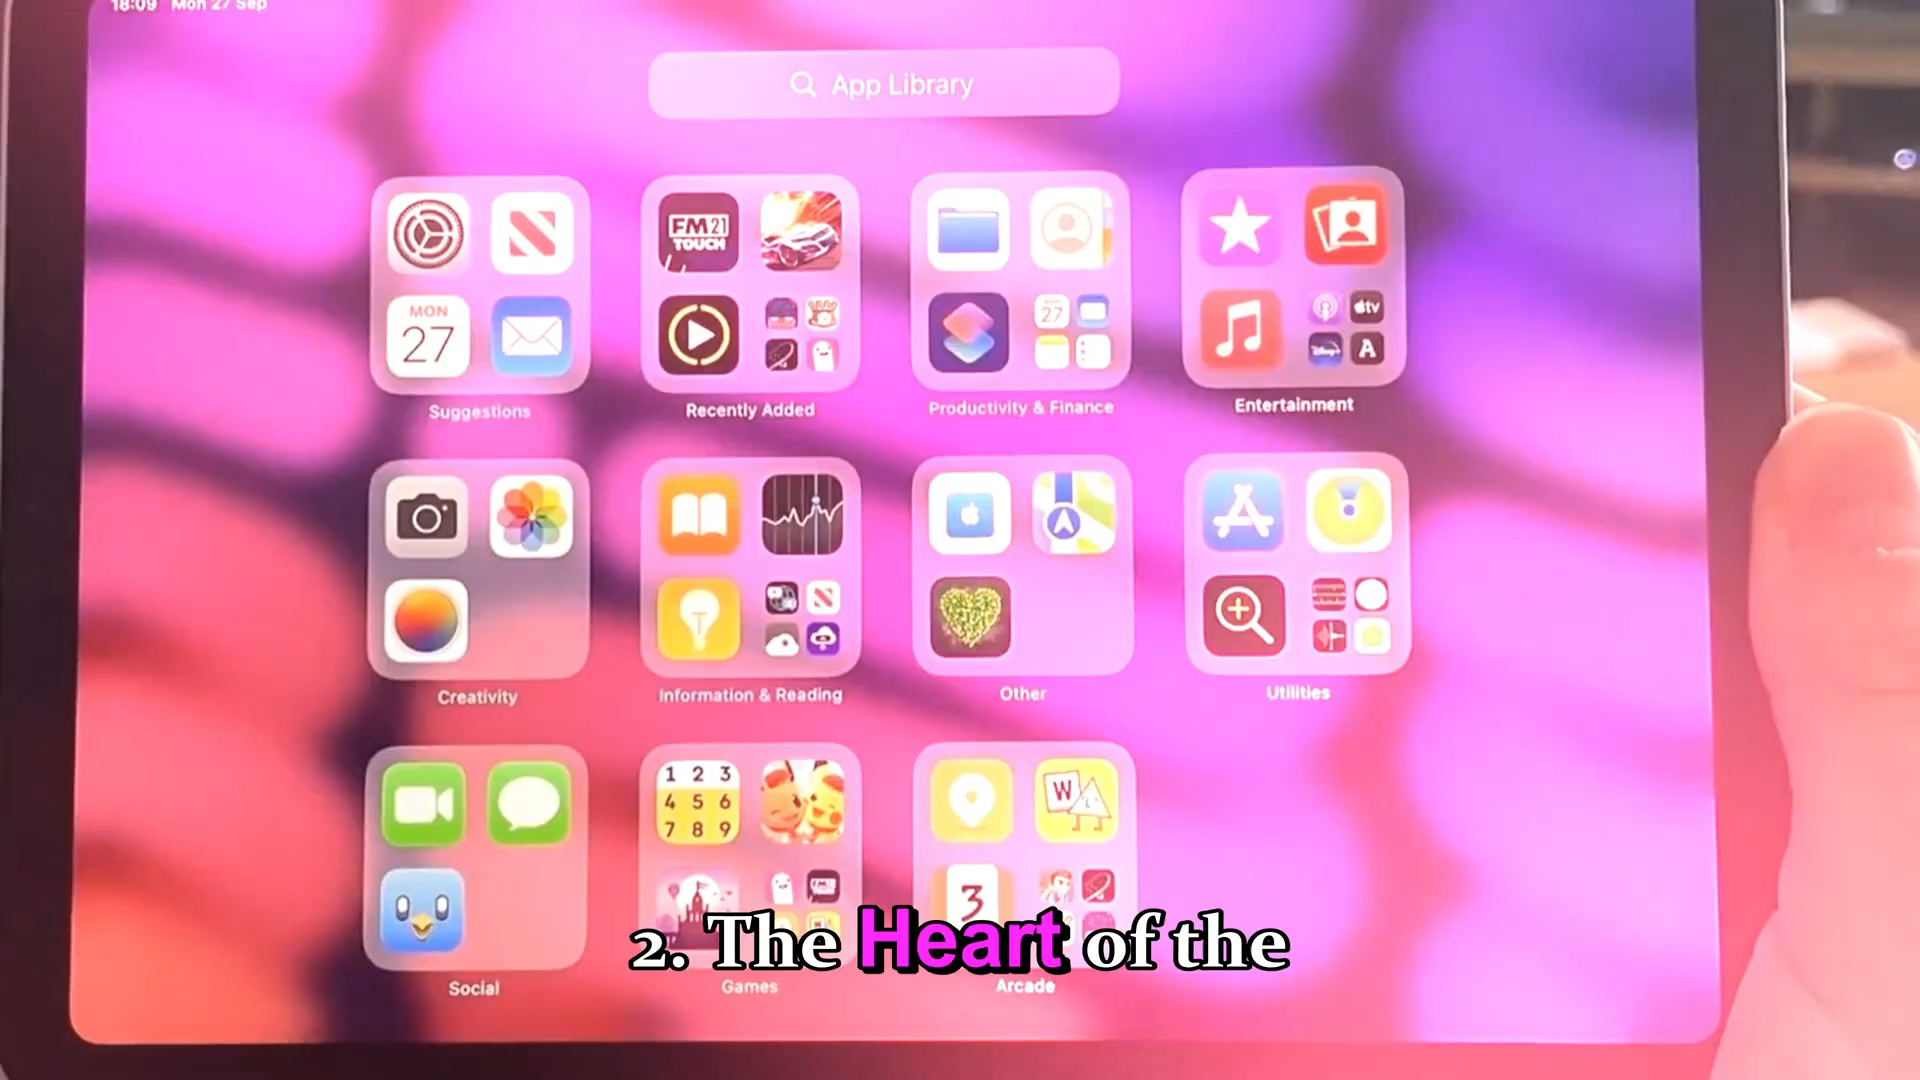 18:09 Mon 27 Sep
App Library
FM21
TOUCH
MON
27
27
tv
Disney+
A
Suggestions
Recently Added
Productivity & Finance
Entertainment
Creativity
Information & Reading
Other
Utilities
1 2 3
4 5 6
7 8 9
W
3
2. The Heart of the
Social
Games
Arcade